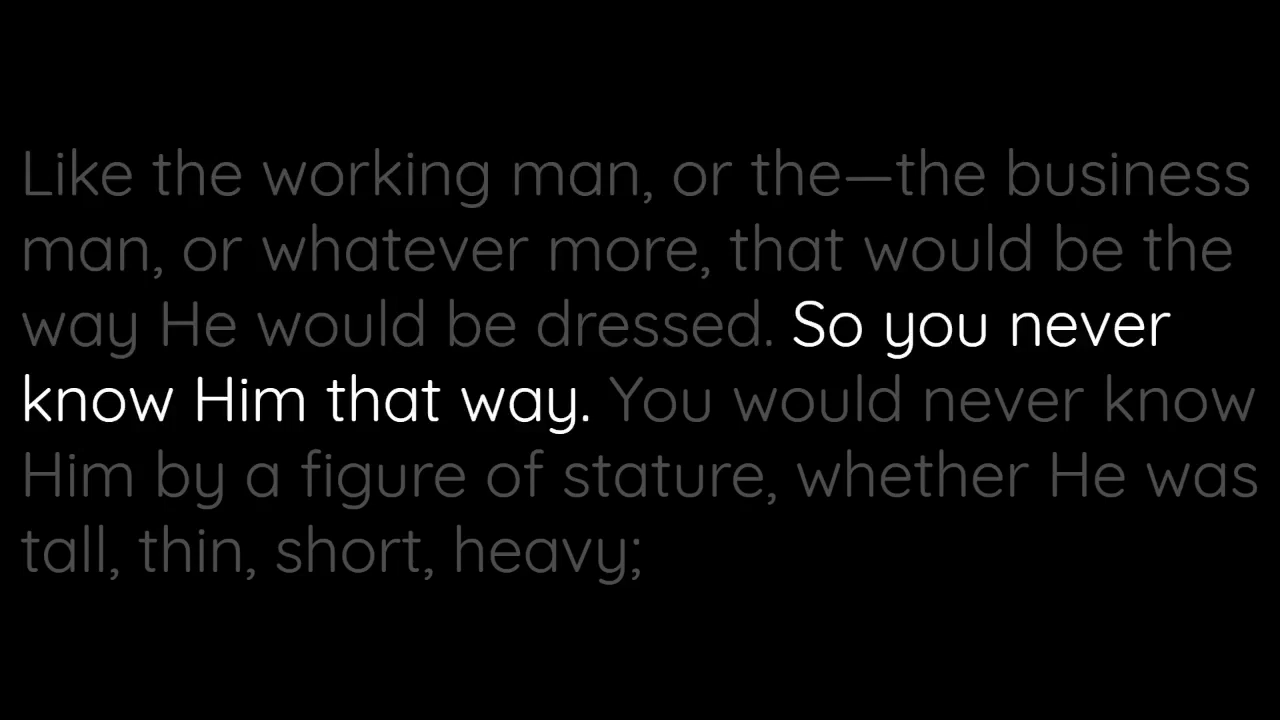 Like the working man, or the—the business
man, or whatever more, that would be the
way He would be dressed. So you never
know Him that way. You would never know
Him by a figure of stature, whether He was
tall, thin, short, heavy;